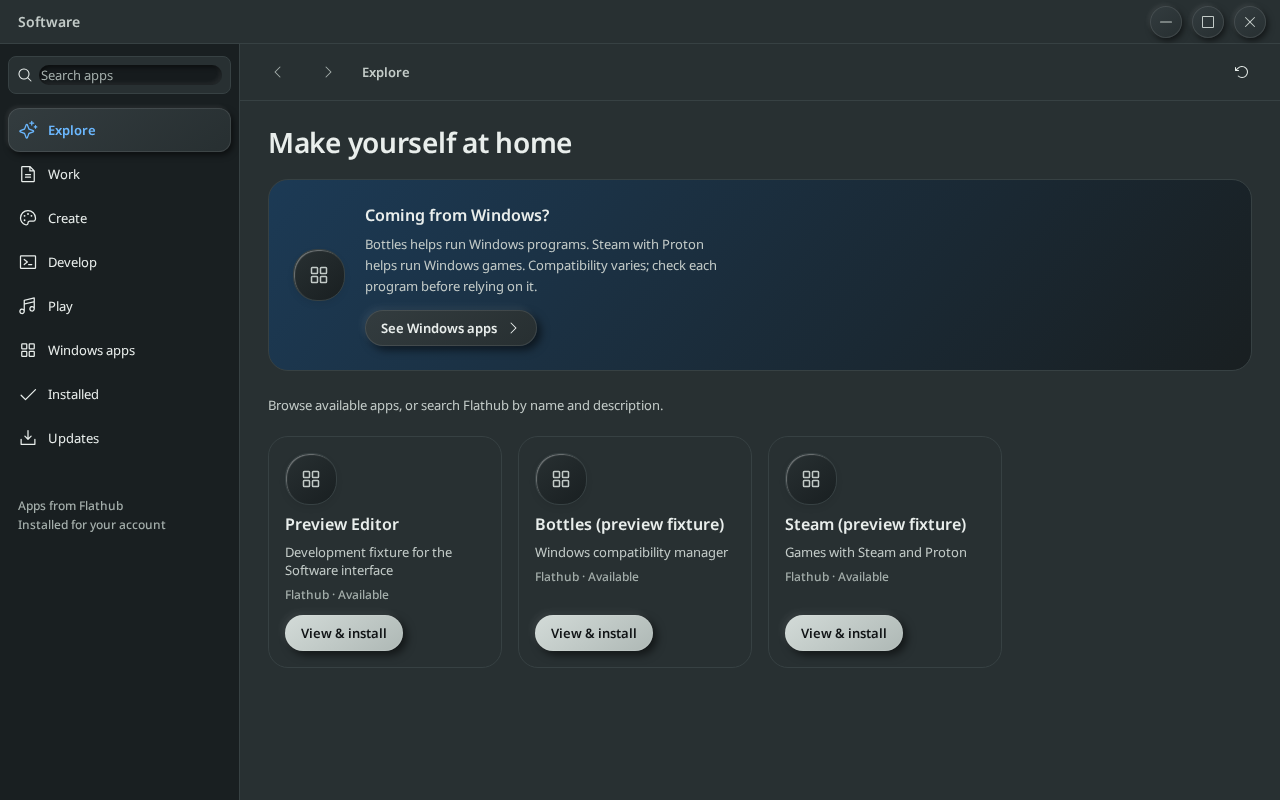 Software
Search apps
Explore
Work
Create
Develop
Play
Windows apps
Installed
Updates
Apps from Flathub
Installed for your account
Explore
Make yourself at home
Coming from Windows?
Bottles helps run Windows programs. Steam with Proton
helps run Windows games. Compatibility varies; check each
program before relying on it.
See Windows apps
Browse available apps, or search Flathub by name and description.
Preview Editor
Development fixture for the
Software interface
Flathub · Available
View & install
Bottles (preview fixture)
Windows compatibility manager
Flathub · Available
View & install
Steam (preview fixture)
Games with Steam and Proton
Flathub · Available
View & install